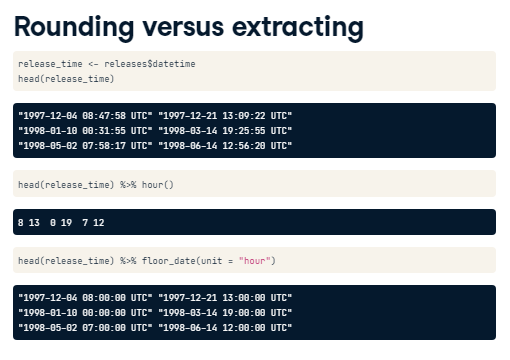 Rounding versus extracting
release_time <- releases$datetime
head(release_time)
"1997-12-04 08:47:58 UTC" "1997-12-21 13:09:22 UTC"
"1998-01-10 00:31:55 UTC" "1998-03-14 19:25:55 UTC"
"1998-05-02 07:58:17 UTC" "1998-06-14 12:56:20 UTC"
head(release_time) %>% hour()
8 13  0 19  7 12
head(release_time) %>% floor_date(unit = "hour")
"1997-12-04 08:00:00 UTC" "1997-12-21 13:00:00 UTC"
"1998-01-10 00:00:00 UTC" "1998-03-14 19:00:00 UTC"
"1998-05-02 07:00:00 UTC" "1998-06-14 12:00:00 UTC"